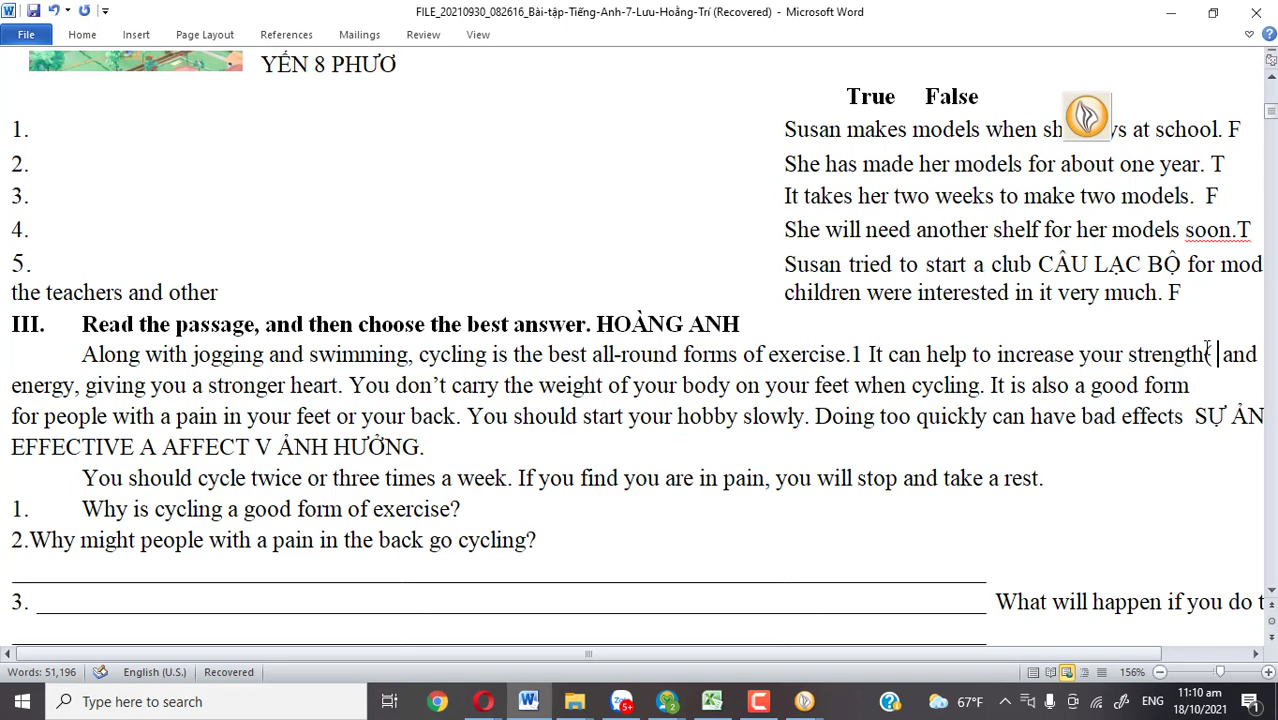 FILE_20210930_082616_Bài-tập-Tiếng-Anh-7-Lưu-Hoằng-Trí (Recovered) - Microsoft Word
File Home Insert Page Layout References Mailings Review View
YẾN 8 PHƯƠ
True False
1. Susan makes models when at school. F
2. She has made her models for about one year. T
3. It takes her two weeks to make two models. F
4. She will need another shelf for her models soon.T
5. Susan tried to start a club CÂU LẠC BỘ for mod
the teachers and other children were interested in it very much. F
III. Read the passage, and then choose the best answer. HOÀNG ANH
Along with jogging and swimming, cycling is the best all-round forms of exercise.1 It can help to increase your strength( and
energy, giving you a stronger heart. You don’t carry the weight of your body on your feet when cycling. It is also a good form
for people with a pain in your feet or your back. You should start your hobby slowly. Doing too quickly can have bad effects SỰ ẢN
EFFECTIVE A AFFECT V ẢNH HƯỞNG.
You should cycle twice or three times a week. If you find you are in pain, you will stop and take a rest.
1. Why is cycling a good form of exercise?
2.Why might people with a pain in the back go cycling?
3. What will happen if you do t
Words: 51,196 English (U.S.) Recovered 156%
Type here to search 5+ 2 67°F ENG 11:10 am
18/10/2021 1